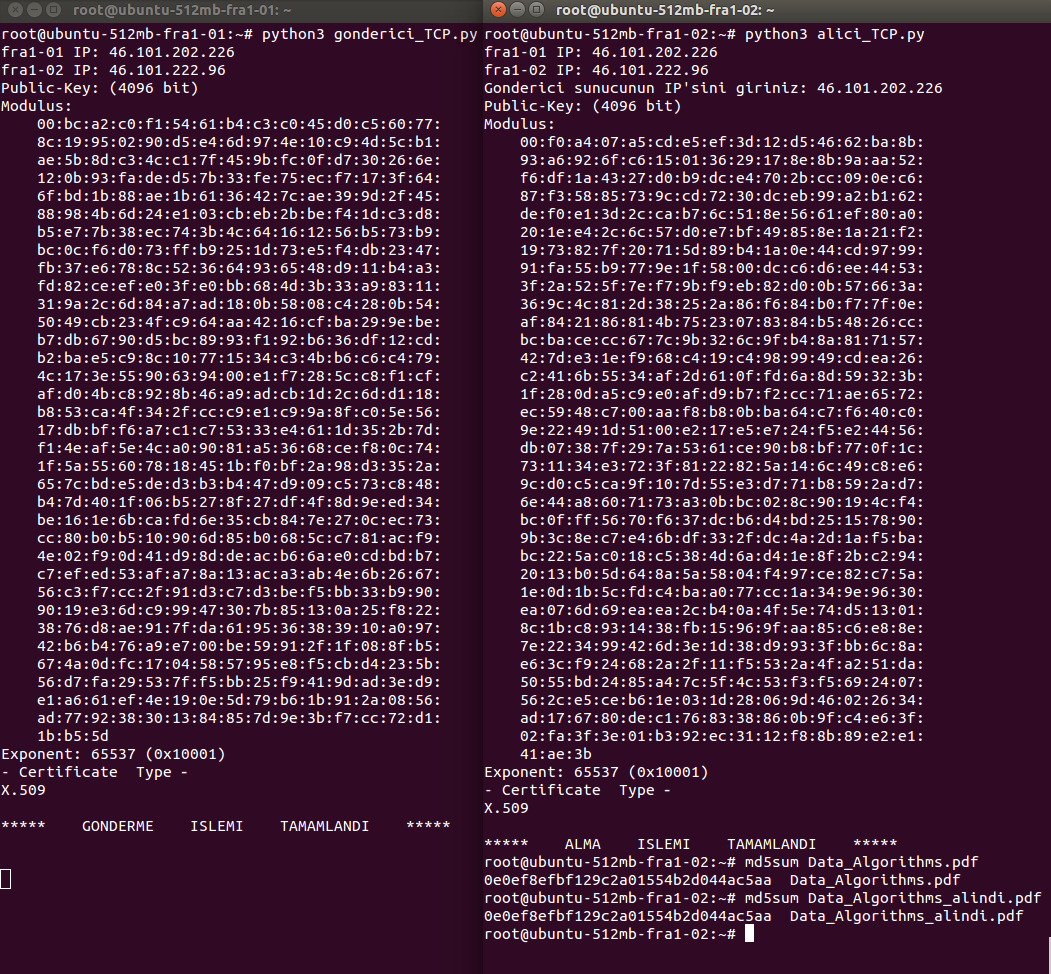 root@ubuntu-512mb-fra1-01: ~
root@ubuntu-512mb-fra1-01:~# python3 gonderici_TCP.py
fra1-01 IP: 46.101.202.226
fra1-02 IP: 46.101.222.96
Public-Key: (4096 bit)
Modulus:
00:bc:a2:c0:f1:54:61:b4:c3:c0:45:d0:c5:60:77:
8c:19:95:02:90:d5:e4:6d:97:4e:10:c9:4d:5c:b1:
ae:5b:8d:c3:4c:c1:7f:45:9b:fc:0f:d7:30:26:6e:
12:0b:93:fa:de:d5:7b:33:fe:75:ec:f7:17:3f:64:
6f:bd:1b:88:ae:1b:61:36:42:7c:ae:39:9d:2f:45:
88:98:4b:6d:24:e1:03:cb:eb:2b:be:f4:1d:c3:d8:
b5:e7:7b:38:ec:74:3b:4c:64:16:12:56:b5:73:b9:
bc:0c:f6:d0:73:ff:b9:25:1d:73:e5:f4:db:23:47:
fb:37:e6:78:8c:52:36:64:93:65:48:d9:11:b4:a3:
fd:82:ce:ef:e0:3f:e0:bb:68:4d:3b:33:a9:83:11:
31:9a:2c:6d:84:a7:ad:18:0b:58:08:c4:28:0b:54:
50:49:cb:23:4f:c9:64:aa:42:16:cf:ba:29:9e:be:
b7:db:67:90:d5:bc:89:93:f1:92:b6:36:df:12:cd:
b2:ba:e5:c9:8c:10:77:15:34:c3:4b:b6:c6:c4:79:
4c:17:3e:55:90:63:94:00:e1:f7:28:5c:c8:f1:cf:
af:d0:4b:c8:92:8b:46:a9:ad:cb:1d:2c:6d:d1:18:
b8:53:ca:4f:34:2f:cc:c9:e1:c9:9a:8f:c0:5e:56:
17:db:bf:f6:a7:c1:c7:53:33:e4:61:1d:35:2b:7d:
f1:4e:af:5e:4c:a0:90:81:a5:36:68:ce:f8:0c:74:
1f:5a:55:60:78:18:45:1b:f0:bf:2a:98:d3:35:2a:
65:7c:bd:e5:de:d3:b3:b4:47:d9:09:c5:73:c8:48:
b4:7d:40:1f:06:b5:27:8f:27:df:4f:8d:9e:ed:34:
be:16:1e:6b:ca:fd:6e:35:cb:84:7e:27:0c:ec:73:
cc:80:b0:b5:10:90:6d:85:b0:68:5c:c7:81:ac:f9:
4e:02:f9:0d:41:d9:8d:de:ac:b6:6a:e0:cd:bd:b7:
c7:ef:ed:53:af:a7:8a:13:ac:a3:ab:4e:6b:26:67:
56:c3:f7:cc:2f:91:d3:c7:d3:be:f5:bb:33:b9:90:
90:19:e3:6d:c9:99:47:30:7b:85:13:0a:25:f8:22:
38:76:d8:ae:91:7f:da:61:95:36:38:39:10:a0:97:
42:b6:b4:76:a9:e7:00:be:59:91:2f:1f:08:8f:b5:
67:4a:0d:fc:17:04:58:57:95:e8:f5:cb:d4:23:5b:
56:d7:fa:29:53:7f:f5:bb:25:f9:41:9d:ad:3e:d9:
e1:a6:61:ef:4e:19:0e:5d:79:b6:1b:91:2a:08:56:
ad:77:92:38:30:13:84:85:7d:9e:3b:f7:cc:72:d1:
1b:b5:5d
Exponent: 65537 (0x10001)
- Certificate  Type -
X.509
*****    GONDERME    ISLEMI    TAMAMLANDI    *****
root@ubuntu-512mb-fra1-02: ~
root@ubuntu-512mb-fra1-02:~# python3 alici_TCP.py
fra1-01 IP: 46.101.202.226
fra1-02 IP: 46.101.222.96
Gonderici sunucunun IP'sini giriniz: 46.101.202.226
Public-Key: (4096 bit)
Modulus:
00:f0:a4:07:a5:cd:e5:ef:3d:12:d5:46:62:ba:8b:
93:a6:92:6f:c6:15:01:36:29:17:8e:8b:9a:aa:52:
f6:df:1a:43:27:d0:b9:dc:e4:70:2b:cc:09:0e:c6:
87:f3:58:85:73:9c:cd:72:30:dc:eb:99:a2:b1:62:
de:f0:e1:3d:2c:ca:b7:6c:51:8e:56:61:ef:80:a0:
20:1e:e4:2c:6c:57:d0:e7:bf:49:85:8e:1a:21:f2:
19:73:82:7f:20:71:5d:89:b4:1a:0e:44:cd:97:99:
91:fa:55:b9:77:9e:1f:58:00:dc:c6:d6:ee:44:53:
3f:2a:52:5f:7e:f7:9b:f9:eb:82:d0:0b:57:66:3a:
36:9c:4c:81:2d:38:25:2a:86:f6:84:b0:f7:7f:0e:
af:84:21:86:81:4b:75:23:07:83:84:b5:48:26:cc:
bc:ba:ce:cc:67:7c:9b:32:6c:9f:b4:8a:81:71:57:
42:7d:e3:1e:f9:68:c4:19:c4:98:99:49:cd:ea:26:
c2:41:6b:55:34:af:2d:61:0f:fd:6a:8d:59:32:3b:
1f:28:0d:a5:c9:e0:af:d9:b7:f2:cc:71:ae:65:72:
ec:59:48:c7:00:aa:f8:b8:0b:ba:64:c7:f6:40:c0:
9e:22:49:1d:51:00:e2:17:e5:e7:24:f5:e2:44:56:
db:07:38:7f:29:7a:53:61:ce:90:b8:bf:77:0f:1c:
73:11:34:e3:72:3f:81:22:82:5a:14:6c:49:c8:e6:
9c:d0:c5:ca:9f:10:7d:55:e3:d7:71:b8:59:2a:d7:
6e:44:a8:60:71:73:a3:0b:bc:02:8c:90:19:4c:f4:
bc:0f:ff:56:70:f6:37:dc:b6:d4:bd:25:15:78:90:
9b:3c:8e:c7:e4:6b:df:33:2f:dc:4a:2d:1a:f5:ba:
bc:22:5a:c0:18:c5:38:4d:6a:d4:1e:8f:2b:c2:94:
20:13:b0:5d:64:8a:5a:58:04:f4:97:ce:82:c7:5a:
1e:0d:1b:5c:fd:c4:ba:a0:77:cc:1a:34:9e:96:30:
ea:07:6d:69:ea:ea:2c:b4:0a:4f:5e:74:d5:13:01:
8c:1b:c8:93:14:38:fb:15:96:9f:aa:85:c6:e8:8e:
7e:22:34:99:42:6d:3e:1d:38:d9:93:3f:bb:6c:8a:
e6:3c:f9:24:68:2a:2f:11:f5:53:2a:4f:a2:51:da:
50:55:bd:24:85:a4:7c:5f:4c:53:f3:f5:69:24:07:
56:2c:e5:ce:b6:1e:03:1d:28:06:9d:46:02:26:34:
ad:17:67:80:de:c1:76:83:38:86:0b:9f:c4:e6:3f:
02:fa:3f:3e:01:b3:92:ec:31:12:f8:8b:89:e2:e1:
41:ae:3b
Exponent: 65537 (0x10001)
- Certificate  Type -
X.509
*****    ALMA    ISLEMI    TAMAMLANDI    *****
root@ubuntu-512mb-fra1-02:~# md5sum Data_Algorithms.pdf
0e0ef8efbf129c2a01554b2d044ac5aa  Data_Algorithms.pdf
root@ubuntu-512mb-fra1-02:~# md5sum Data_Algorithms_alindi.pdf
0e0ef8efbf129c2a01554b2d044ac5aa  Data_Algorithms_alindi.pdf
root@ubuntu-512mb-fra1-02:~#